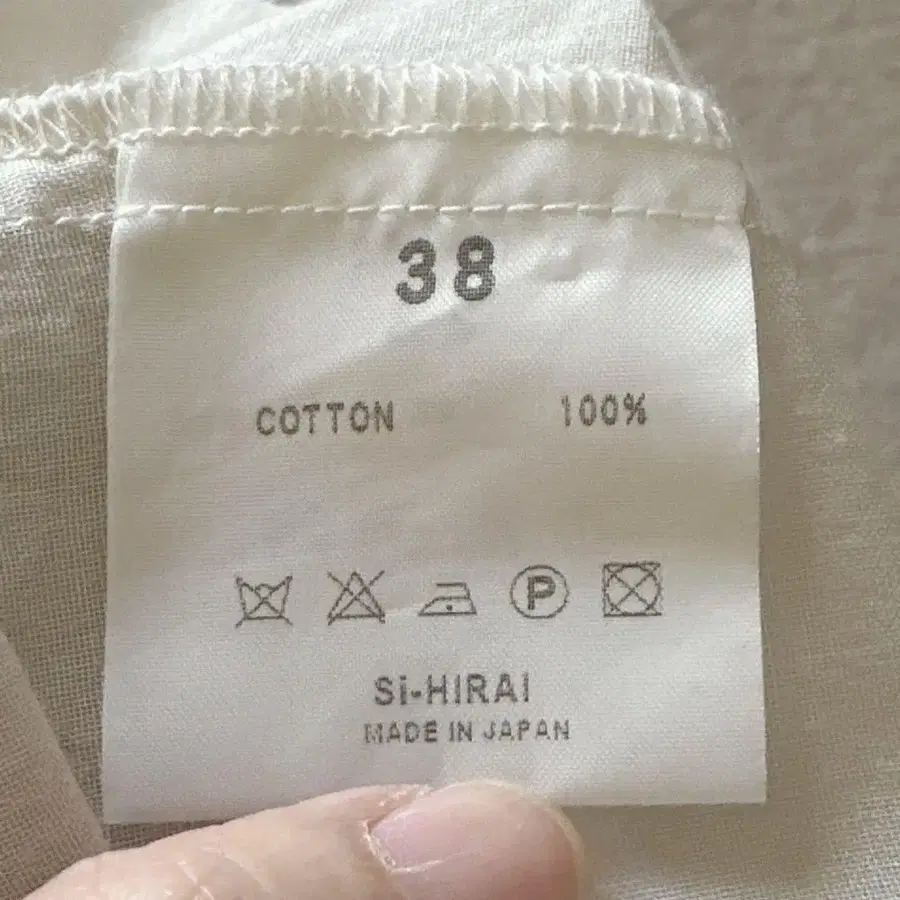 38
COTTON 100%
P
Si-HIRAI
MADE IN JAPAN